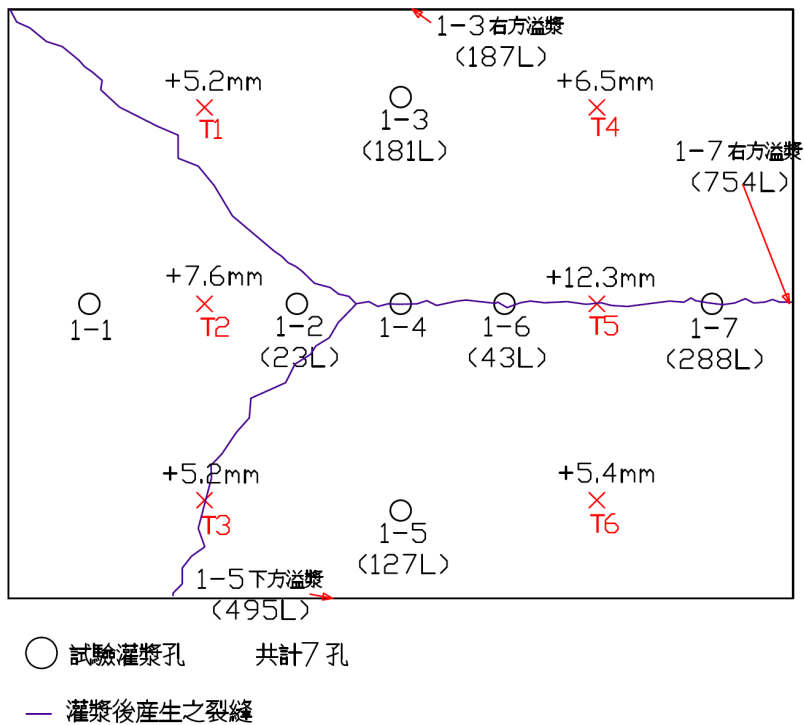 1-3 右方溢漿
(187L)
+5.2mm
T1
1-3
(181L)
+6.5mm
T4
1-7 右方溢漿
(754L)
1-1
+7.6mm
T2
1-2
(23L)
1-4
1-6
(43L)
+12.3mm
T5
1-7
(288L)
+5.2mm
T3
1-5
(127L)
+5.4mm
T6
1-5 下方溢漿
(495L)
試驗灌漿孔 共計7孔
灌漿後產生之裂縫